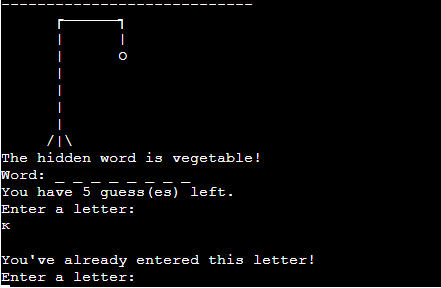 The hidden word is vegetable!
Word: _ _ _ _ _ _ _ _
You have 5 guess(es) left.
Enter a letter:
к
You've already entered this letter!
Enter a letter: